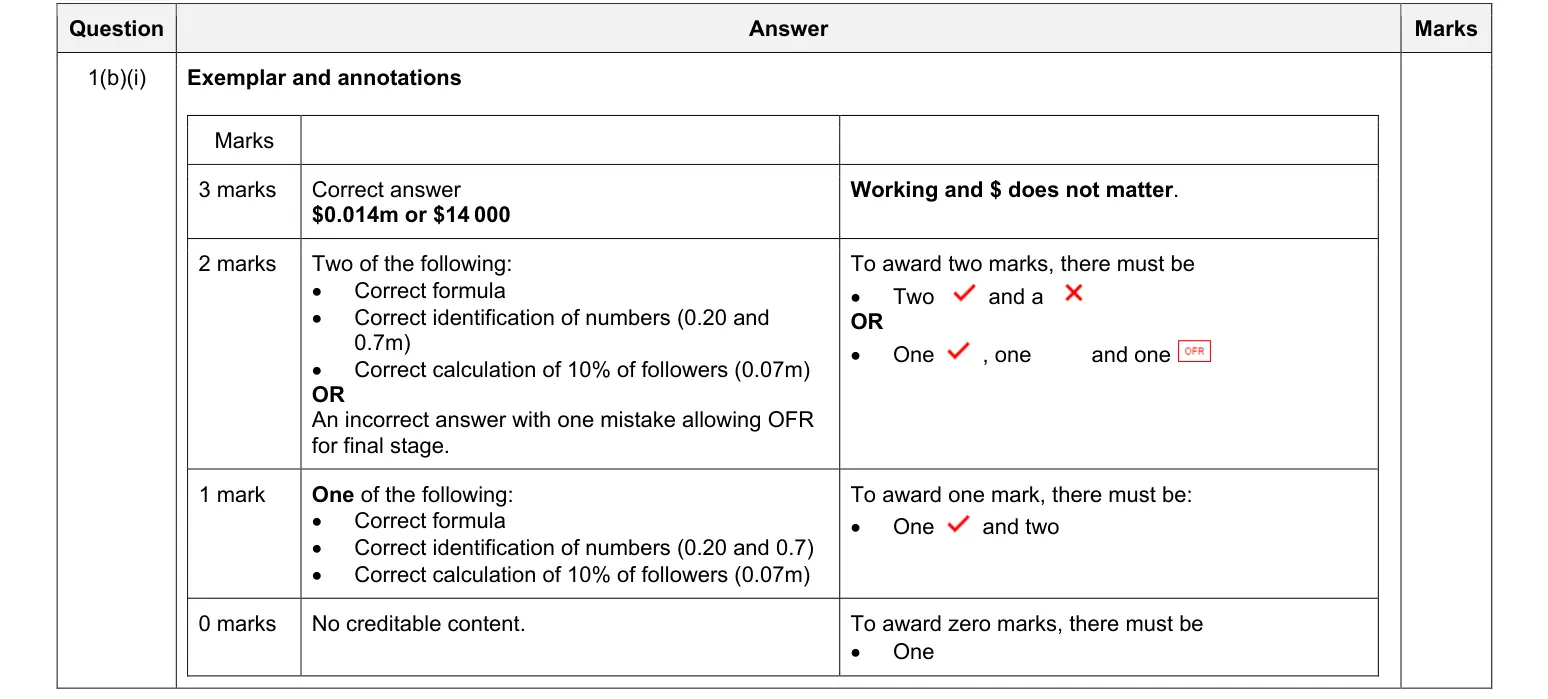 Question Answer Marks
1(b)(i) Exemplar and annotations
Marks
3 marks Correct answer Working and $ does not matter.
$0.014m or $14 000
2 marks Two of the following: To award two marks, there must be
• Correct formula • Two ✓ and a ✗
• Correct identification of numbers (0.20 and OR
0.7m)
• Correct calculation of 10% of followers (0.07m) • One ✓ , one and one OFR
OR
An incorrect answer with one mistake allowing OFR
for final stage.
1 mark One of the following: To award one mark, there must be:
• Correct formula • One ✓ and two
• Correct identification of numbers (0.20 and 0.7)
• Correct calculation of 10% of followers (0.07m)
0 marks No creditable content. To award zero marks, there must be
• One